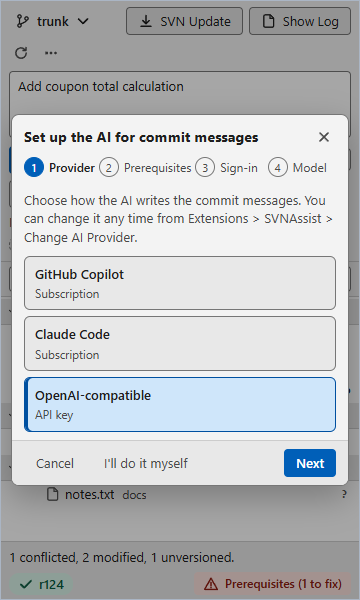 trunk
SVN Update
Show Log
Add coupon total calculation
Set up the AI for commit messages
1 Provider 2 Prerequisites 3 Sign-in 4 Model
Choose how the AI writes the commit messages. You
can change it any time from Extensions > SVNAssist >
Change AI Provider.
GitHub Copilot
Subscription
Claude Code
Subscription
OpenAI-compatible
API key
Cancel
I'll do it myself
Next
notes.txt docs ?
1 conflicted, 2 modified, 1 unversioned.
r124
Prerequisites (1 to fix)